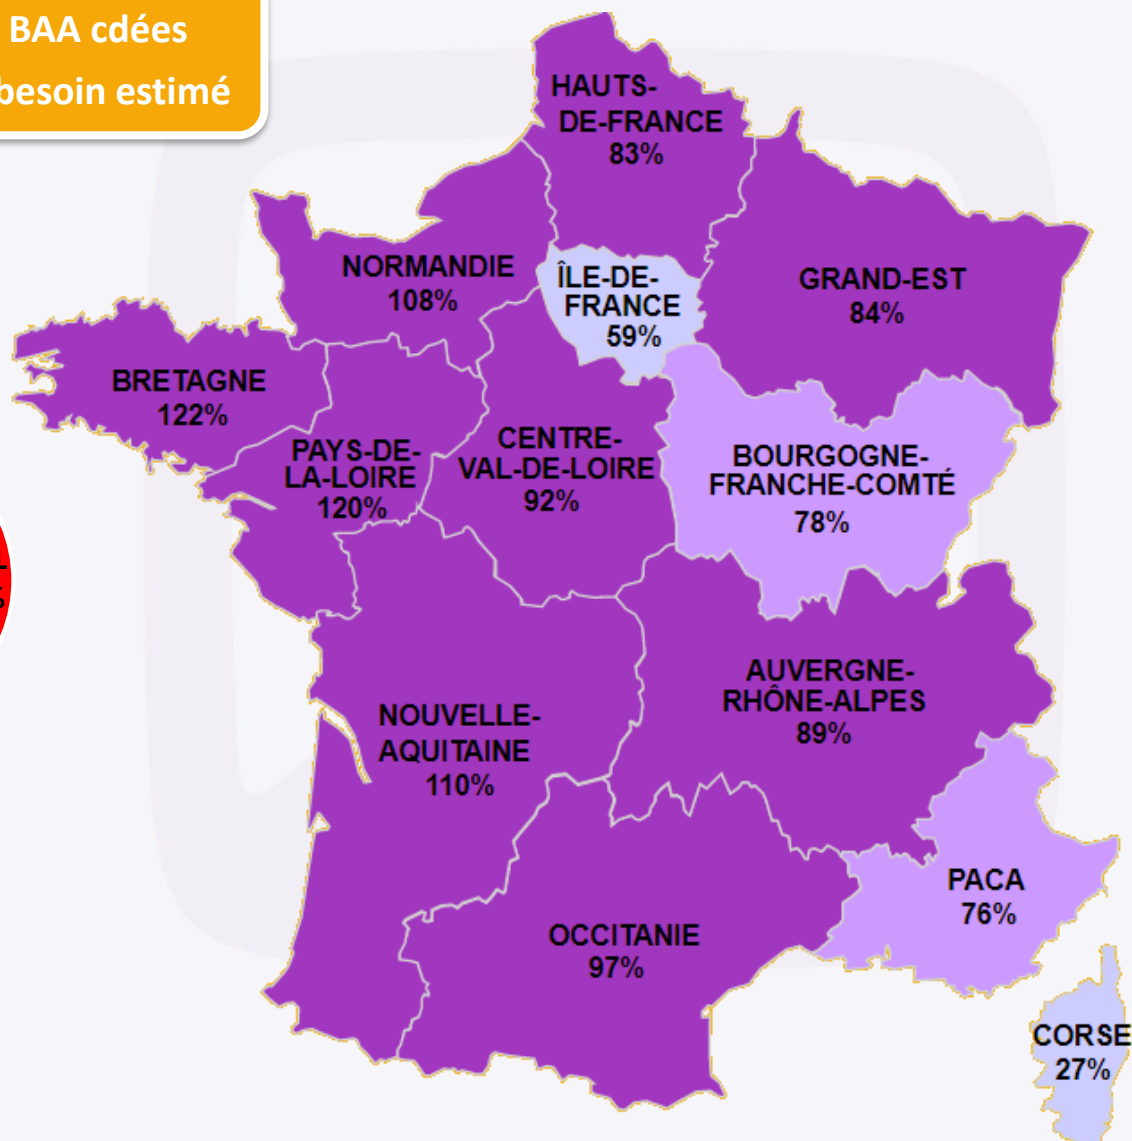 BAA cdées
besoin estimé
HAUTS-
DE-FRANCE
83%
NORMANDIE
108%
ÎLE-DE-
FRANCE
59%
GRAND-EST
84%
BRETAGNE
122%
PAYS-DE-
LA-LOIRE
120%
CENTRE-
VAL-DE-LOIRE
92%
BOURGOGNE-
FRANCHE-COMTÉ
78%
AUVERGNE-
RHÔNE-ALPES
89%
NOUVELLE-
AQUITAINE
110%
PACA
76%
OCCITANIE
97%
CORSE
27%